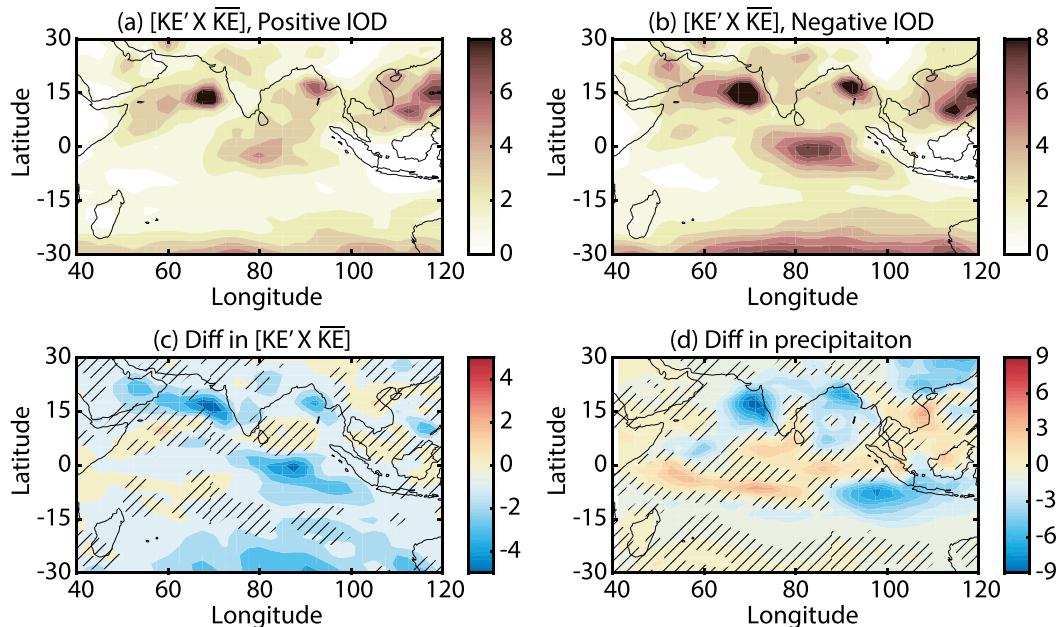 (a) [KE′ X K̅E̅], Positive IOD
(b) [KE′ X K̅E̅], Negative IOD
30
15
0
-15
-30
Latitude
40 60 80 100 120
Longitude
8
6
4
2
0
30
15
0
-15
-30
Latitude
40 60 80 100 120
Longitude
8
6
4
2
0
(c) Diff in [KE′ X K̅E̅]
(d) Diff in precipitaiton
30
15
0
-15
-30
Latitude
40 60 80 100 120
Longitude
4
2
0
-2
-4
30
15
0
-15
-30
Latitude
40 60 80 100 120
Longitude
9
6
3
0
-3
-6
-9